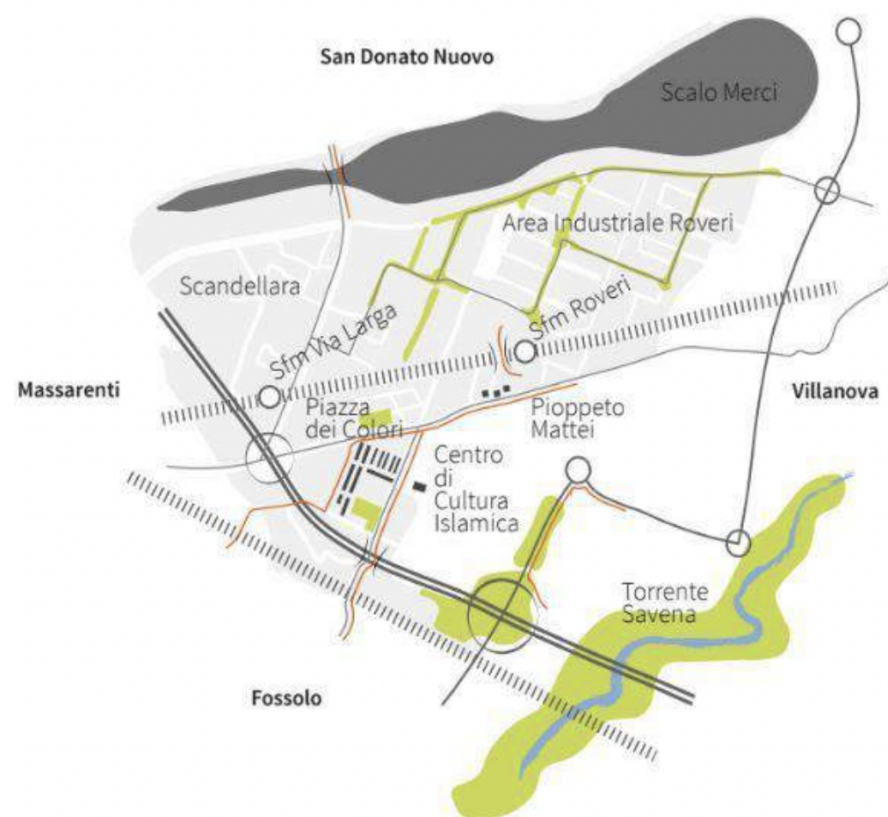 San Donato Nuovo
Scalo Merci
Area Industriale Roveri
Scandellara
Sfm Via Larga
Sfm Roveri
Massarenti
Villanova
Piazza
dei Colori
Pioppeto
Mattei
Centro
di
Cultura
Islamica
Torrente
Savena
Fossolo